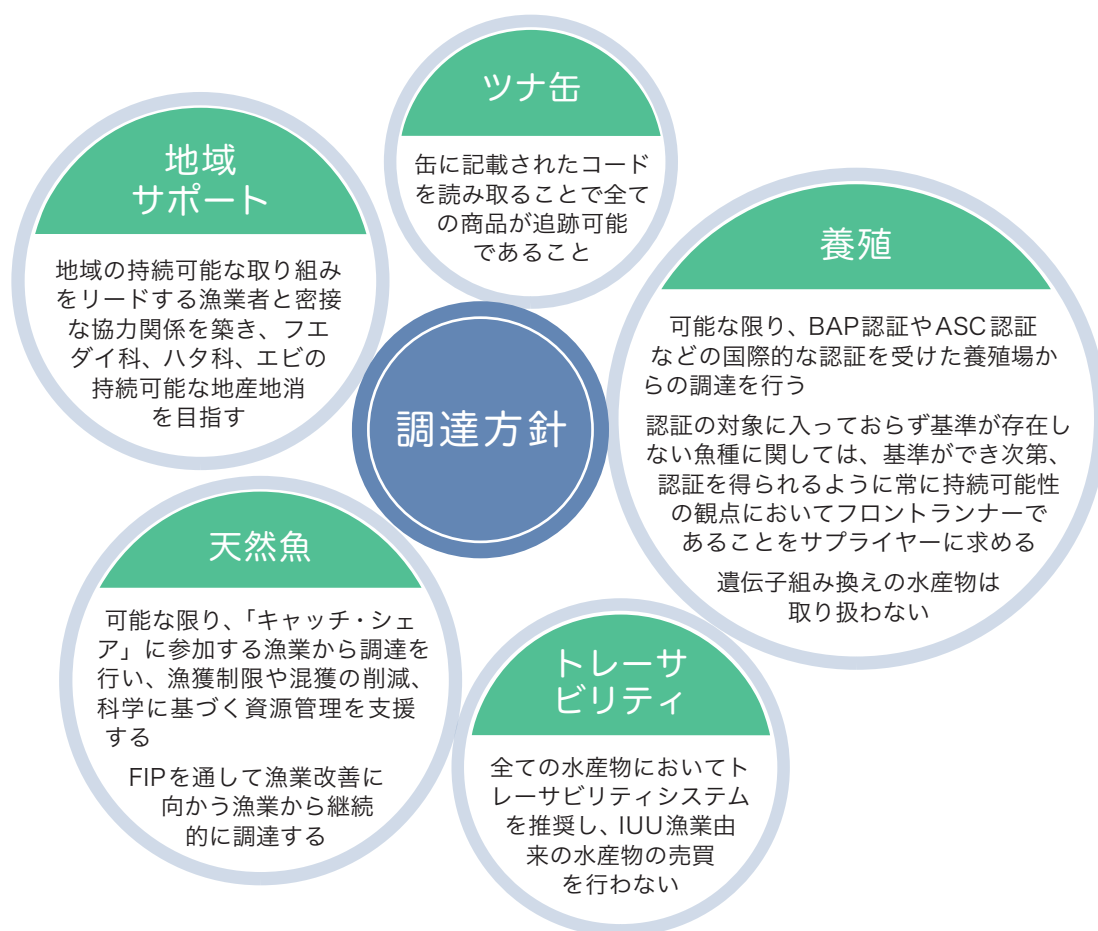 ツナ缶
缶に記載されたコード
を読み取ることで全て
の商品が追跡可能
であること
地域
サポート
地域の持続可能な取り組み
をリードする漁業者と密接
な協力関係を築き、フエ
ダイ科、ハタ科、エビの
持続可能な地産地消
を目指す
養殖
可能な限り、BAP認証やASC認証
などの国際的な認証を受けた養殖場か
らの調達を行う
認証の対象に入っておらず基準が存在し
ない魚種に関しては、基準ができ次第、
認証を得られるように常に持続可能性
の観点においてフロントランナーで
あることをサプライヤーに求める
遺伝子組み換えの水産物は
取り扱わない
調達方針
天然魚
可能な限り、「キャッチ・シェ
ア」に参加する漁業から調達を
行い、漁獲制限や混獲の削減、
科学に基づく資源管理を支援
する
FIPを通して漁業改善に
向かう漁業から継続
的に調達する
トレーサ
ビリティ
全ての水産物においてト
レーサビリティシステム
を推奨し、IUU漁業由
来の水産物の売買
を行わない